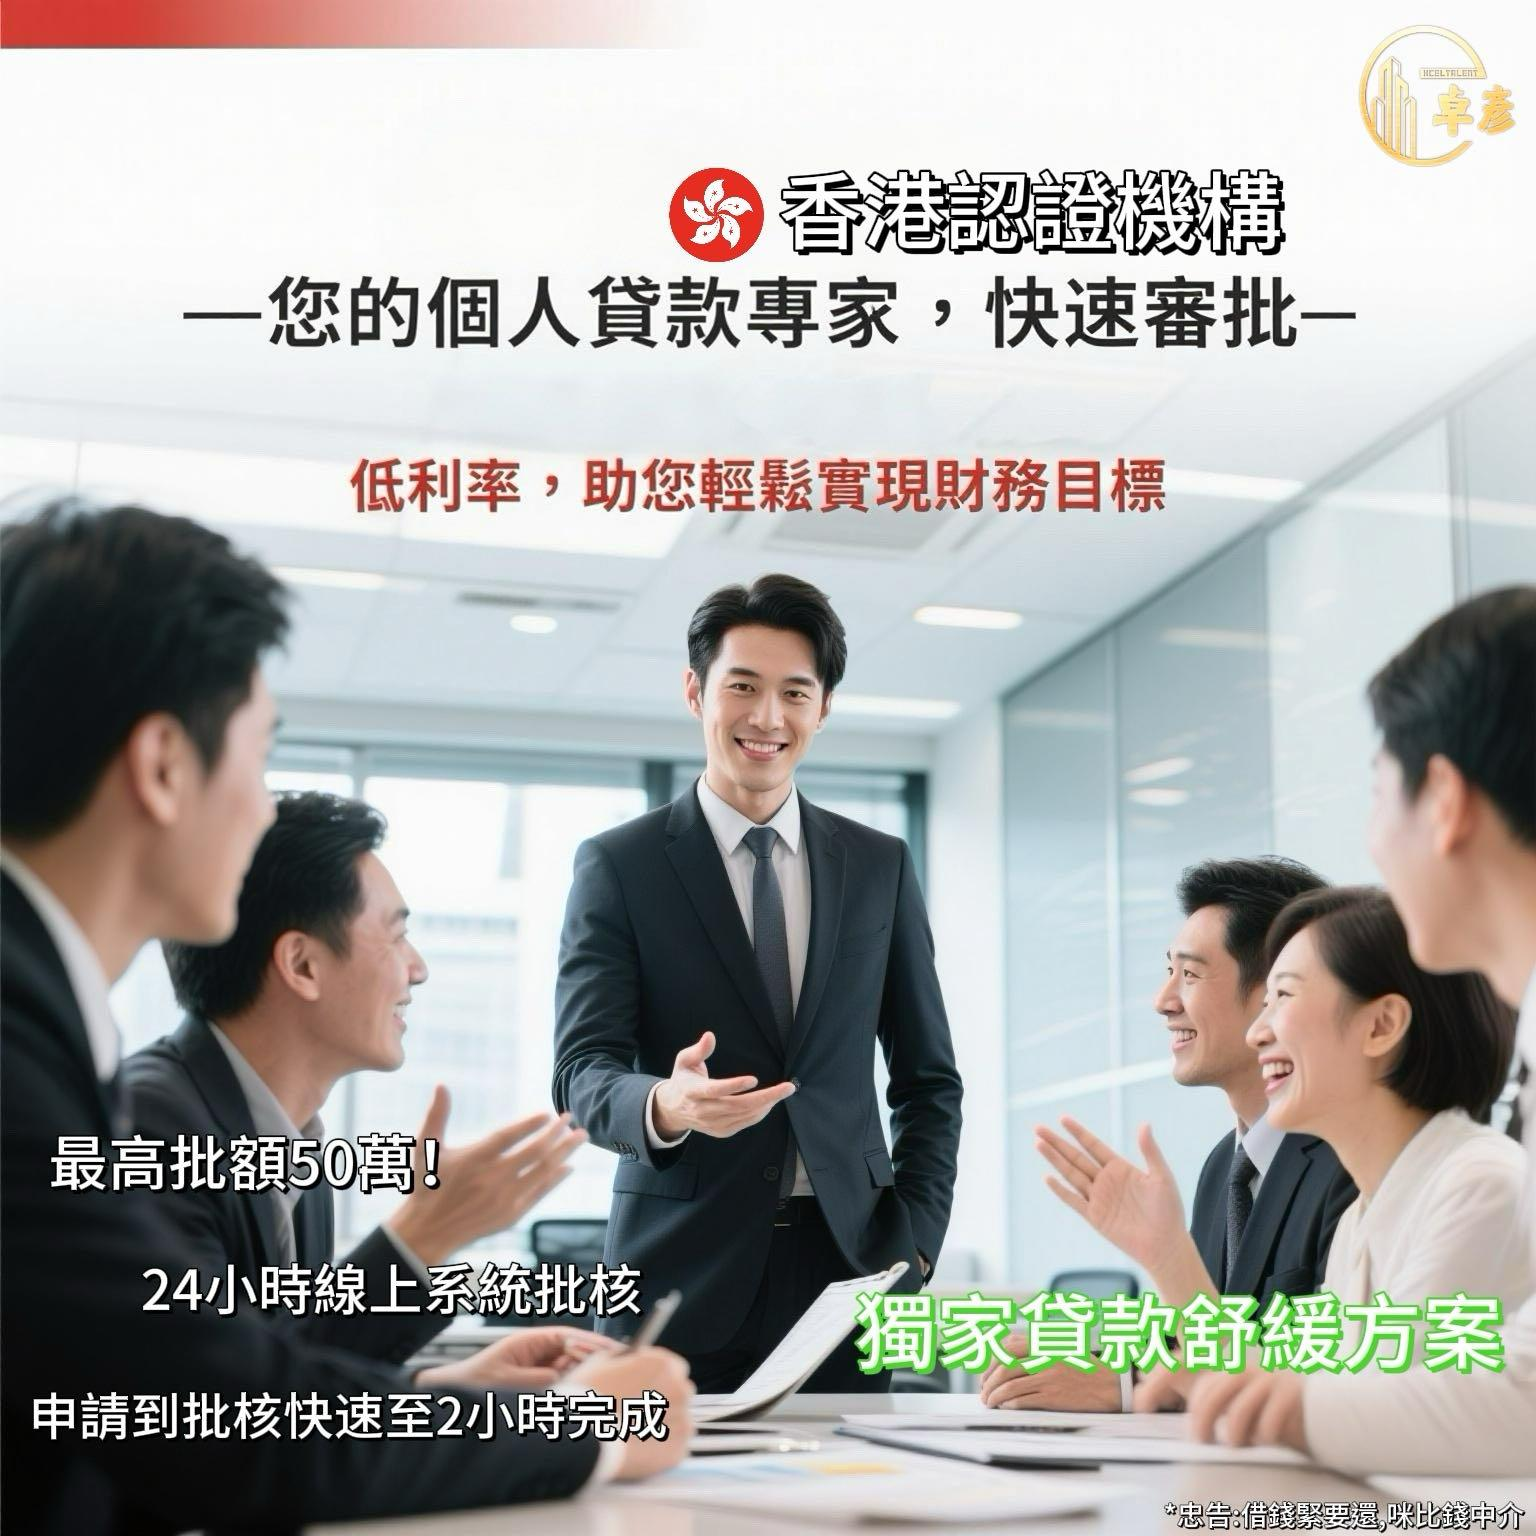 XCELTALENT
卓彥
香港認證機構
—您的個人貸款專家，快速審批—
低利率，助您輕鬆實現財務目標
最高批額50萬！
24小時線上系統批核
獨家貸款舒緩方案
申請到批核快速至2小時完成
*忠告:借錢緊要還,咪比錢中介